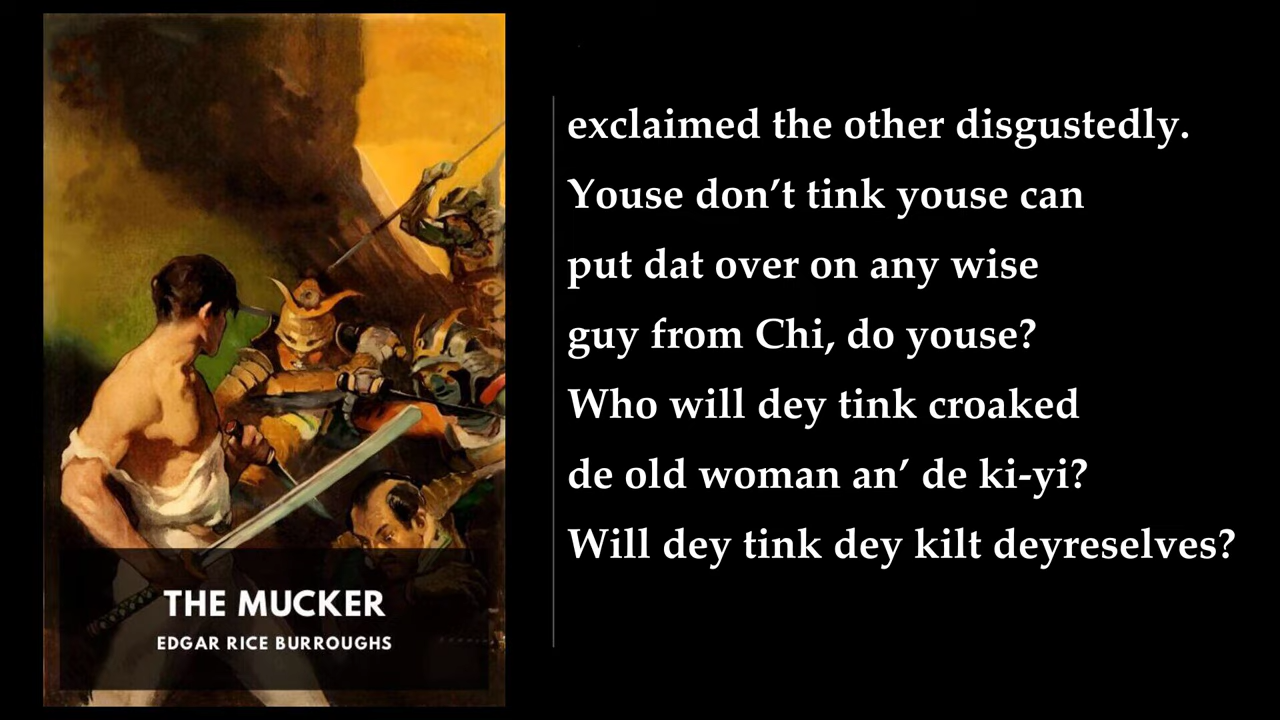 THE MUCKER
EDGAR RICE BURROUGHS
exclaimed the other disgustedly.
Youse don’t tink youse can
put dat over on any wise
guy from Chi, do youse?
Who will dey tink croaked
de old woman an’ de ki-yi?
Will dey tink dey kilt deyreselves?